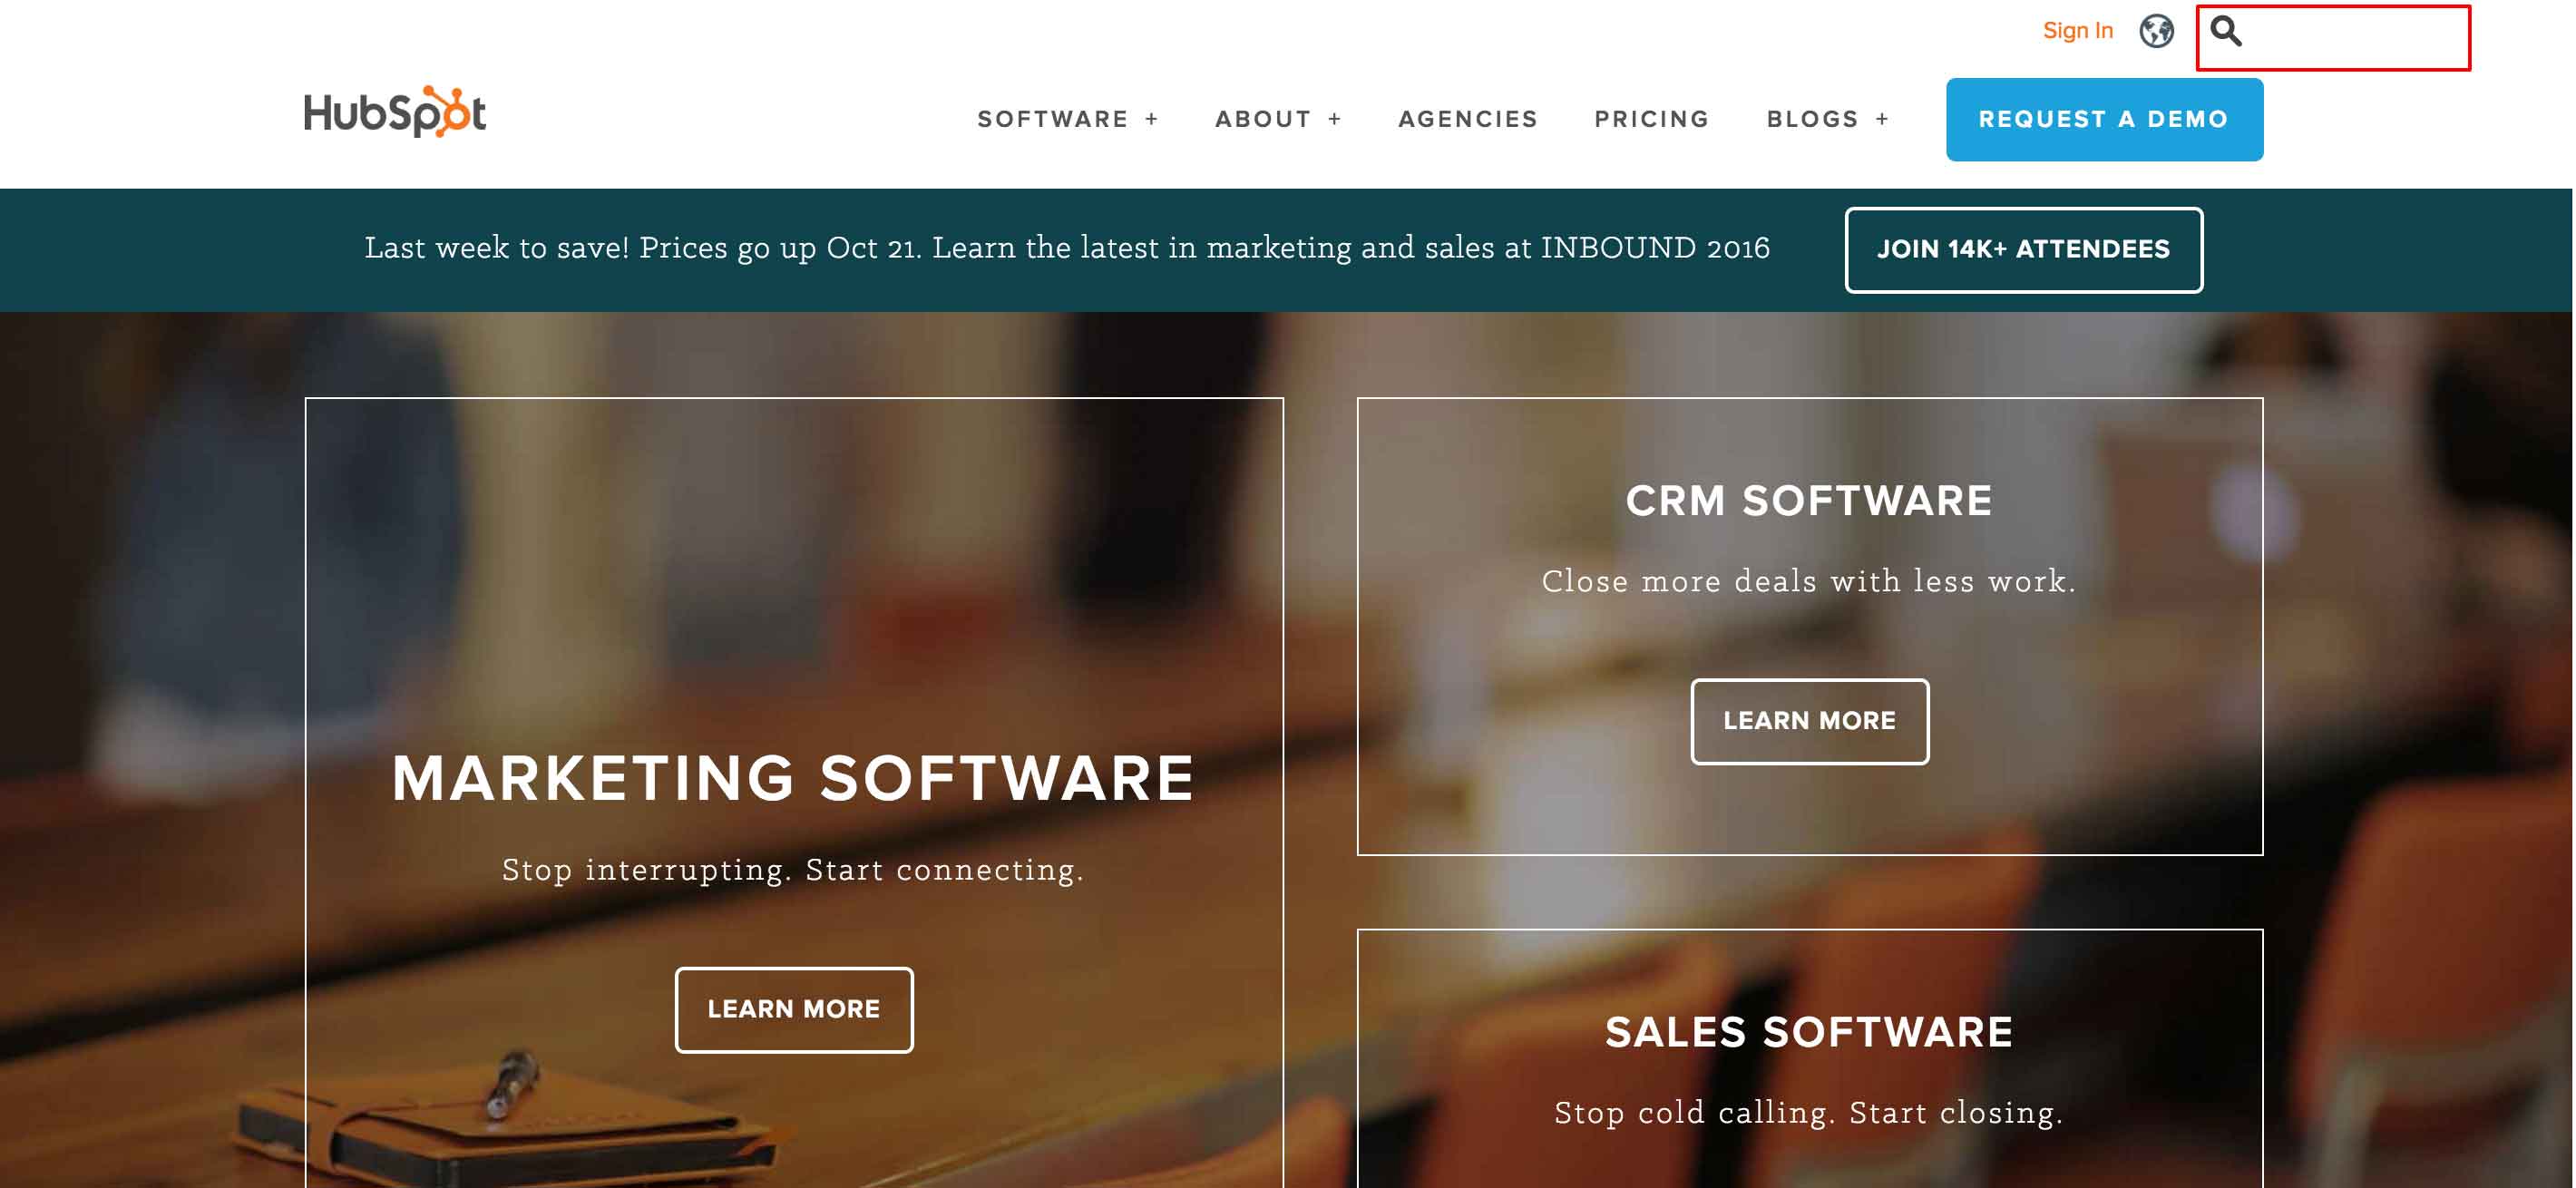 Sign In
HubSpot
SOFTWARE + ABOUT + AGENCIES PRICING BLOGS + REQUEST A DEMO
Last week to save! Prices go up Oct 21. Learn the latest in marketing and sales at INBOUND 2016 JOIN 14K+ ATTENDEES
MARKETING SOFTWARE
Stop interrupting. Start connecting.
LEARN MORE
CRM SOFTWARE
Close more deals with less work.
LEARN MORE
SALES SOFTWARE
Stop cold calling. Start closing.